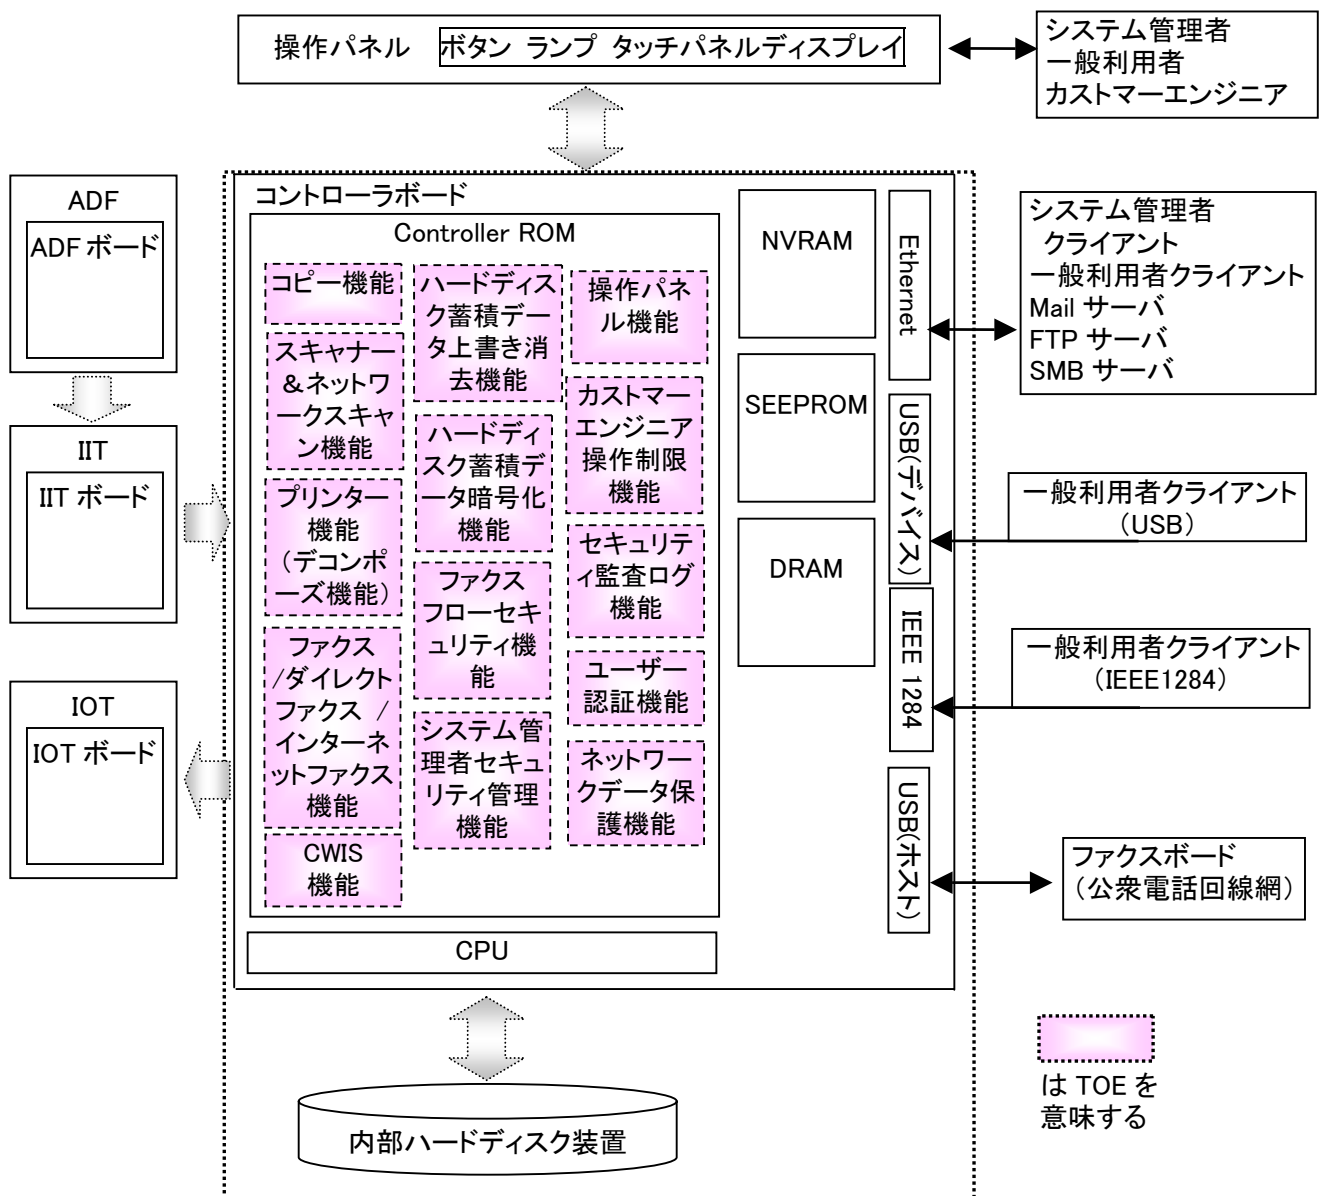 操作パネル ボタン ランプ タッチパネルディスプレイ
システム管理者
一般利用者
カストマーエンジニア
ADF
ADF ボード
IIT
IIT ボード
IOT
IOT ボード
コントローラボード
Controller ROM
コピー機能
スキャナー
&ネットワ
ークスキャ
ン機能
プリンター
機能
(デコンポ
ーズ機能)
ファクス
/ダイレクト
ファクス /
インターネ
ットファクス
機能
CWIS
機能
ハードディス
ク蓄積デー
タ上書き消
去機能
ハードディ
スク蓄積デ
ータ暗号化
機能
ファクス
フローセキ
ュリティ機
能
システム管
理者セキュ
リティ管理
機能
操作パネ
ル機能
カストマー
エンジニア
操作制限
機能
セキュリテ
ィ監査ログ
機能
ユーザー
認証機能
ネットワー
クデータ保
護機能
CPU
NVRAM
SEEPROM
DRAM
Ethernet
USB(デバイス)
IEEE 1284
USB(ホスト)
システム管理者
クライアント
一般利用者クライアント
Mail サーバ
FTP サーバ
SMB サーバ
一般利用者クライアント
(USB)
一般利用者クライアント
(IEEE1284)
ファクスボード
(公衆電話回線網)
内部ハードディスク装置
は TOE を
意味する